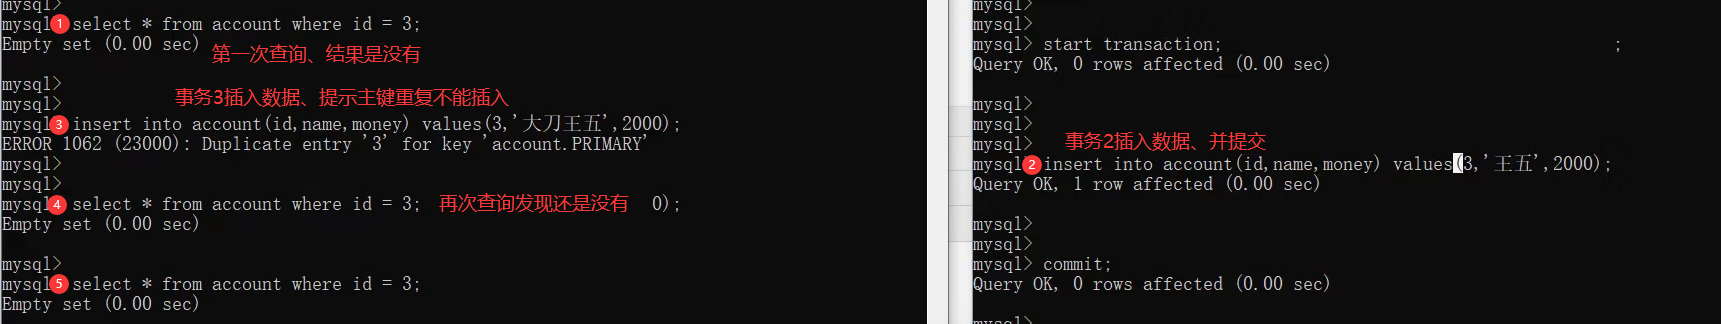 mysql>
mysql> 1 select * from account where id = 3;
Empty set (0.00 sec)
第一次查询、结果是没有
mysql>
事务3插入数据、提示主键重复不能插入
mysql>
mysql 3 insert into account(id,name,money) values(3,'大刀王五',2000);
ERROR 1062 (23000): Duplicate entry '3' for key 'account.PRIMARY'
mysql>
mysql>
mysql 4 select * from account where id = 3; 再次查询发现还是没有 0);
Empty set (0.00 sec)
mysql>
mysql 5 select * from account where id = 3;
Empty set (0.00 sec)
mysql>
mysql>
mysql> start transaction; ;
Query OK, 0 rows affected (0.00 sec)
mysql>
mysql>
事务2插入数据、并提交
mysql>
mysql 2 insert into account(id,name,money) values(3,'王五',2000);
Query OK, 1 row affected (0.00 sec)
mysql>
mysql>
mysql> commit;
Query OK, 0 rows affected (0.00 sec)
mysql>
mysql>